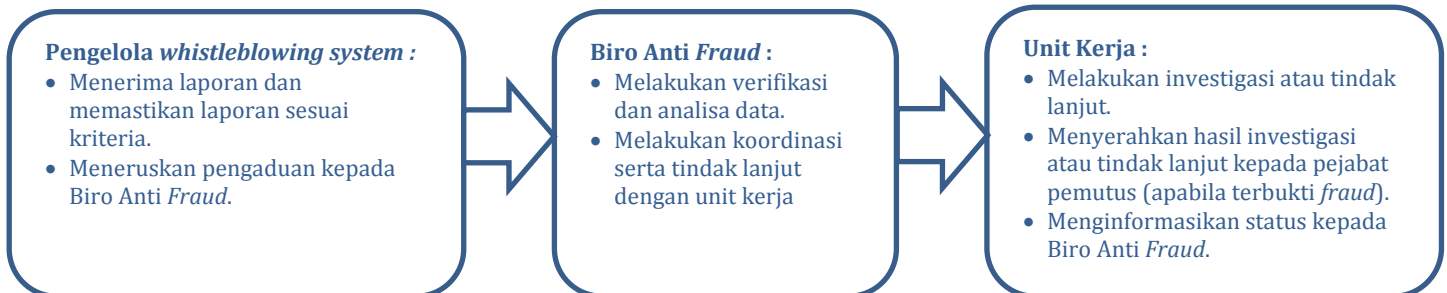 Pengelola whistleblowing system :
• Menerima laporan dan
memastikan laporan sesuai
kriteria.
• Meneruskan pengaduan kepada
Biro Anti Fraud.
Biro Anti Fraud :
• Melakukan verifikasi
dan analisa data.
• Melakukan koordinasi
serta tindak lanjut
dengan unit kerja
Unit Kerja :
• Melakukan investigasi atau tindak
lanjut.
• Menyerahkan hasil investigasi
atau tindak lanjut kepada pejabat
pemutus (apabila terbukti fraud).
• Menginformasikan status kepada
Biro Anti Fraud.